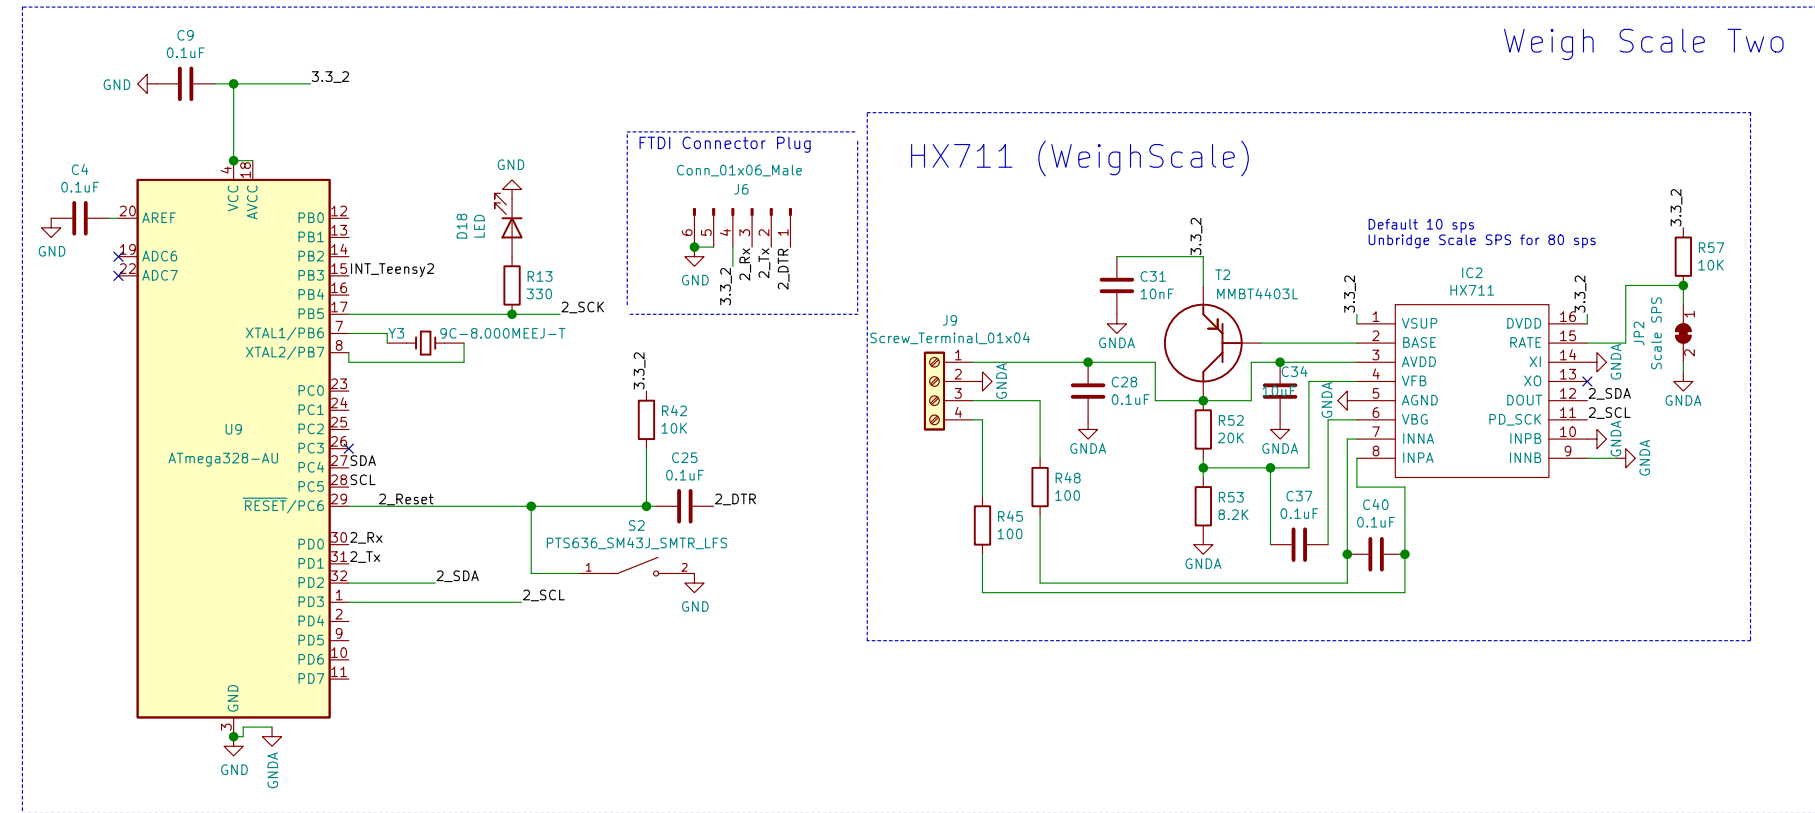 Weigh Scale Two
C9
0.1uF
GND
3.3_2
C4
0.1uF
GND
4
18
VCC
AVCC
20
AREF
19
ADC6
22
ADC7
PB0
12
PB1
13
PB2
14
PB3
15
INT_Teensy2
PB4
16
PB5
17
2_SCK
XTAL1/PB6
7
XTAL2/PB7
8
Y3
9C-8.000MEEJ-T
PC0
23
PC1
24
PC2
25
PC3
26
PC4
27
SDA
PC5
28
SCL
RESET/PC6
29
2_Reset
U9
ATmega328-AU
PD0
30
2_Rx
PD1
31
2_Tx
PD2
32
2_SDA
PD3
1
2_SCL
PD4
2
PD5
9
PD6
10
PD7
11
GND
3
GND
GNDA
GND
D18
LED
R13
330
3.3_2
R42
10K
C25
0.1uF
2_DTR
S2
PTS636_SM43J_SMTR_LFS
1
2
GND
FTDI Connector Plug
Conn_01x06_Male
J6
6
5
4
3
2
1
GND
3.3_2
2_Rx
2_Tx
2_DTR
HX711 (WeighScale)
J9
Screw_Terminal_01x04
1
2
3
4
GNDA
C31
10nF
GNDA
3.3_2
T2
MMBT4403L
C28
0.1uF
GNDA
C34
10uF
GNDA
R52
20K
R53
8.2K
GNDA
R48
100
R45
100
C37
0.1uF
C40
0.1uF
Default 10 sps
Unbridge Scale SPS for 80 sps
IC2
HX711
3.3_2
GNDA
1
VSUP
2
BASE
3
AVDD
4
VFB
5
AGND
6
VBG
7
INNA
8
INPA
DVDD
16
RATE
15
XI
14
XO
13
DOUT
12
PD_SCK
11
INPB
10
INNB
9
3.3_2
GNDA
2_SDA
2_SCL
GNDA
GNDA
3.3_2
R57
10K
JP2
Scale SPS
1
2
GNDA